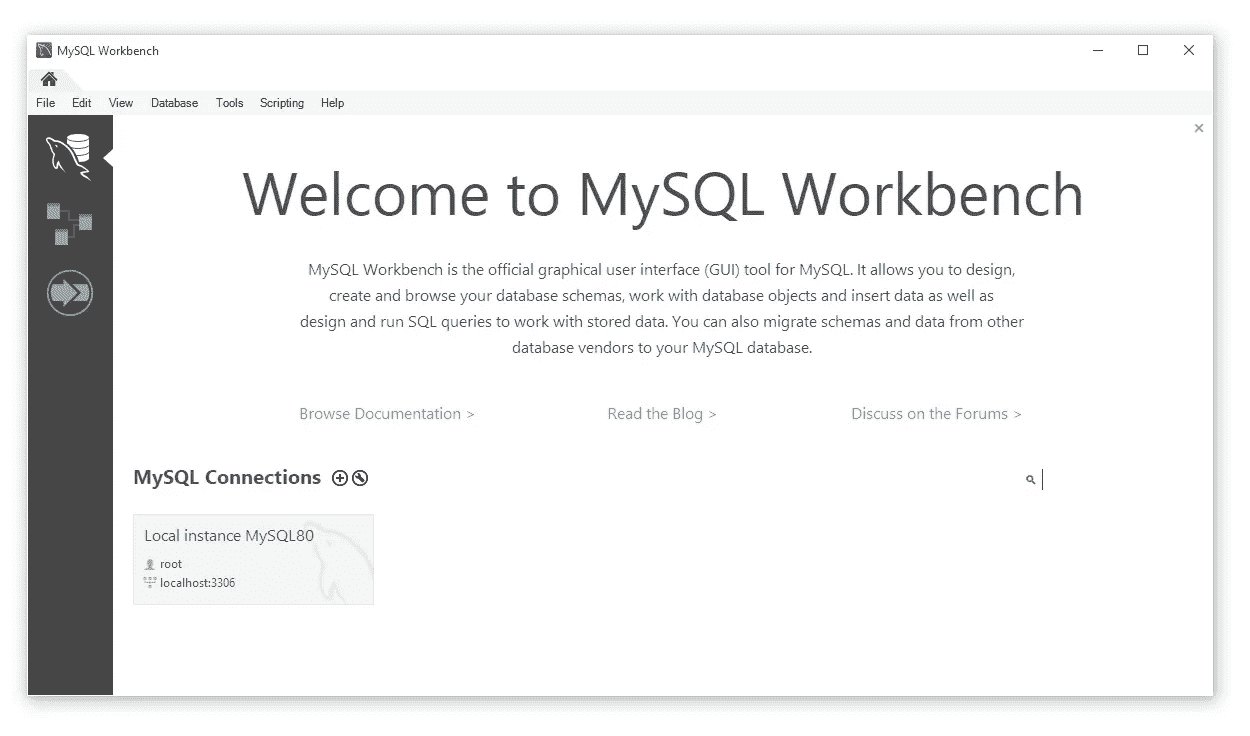 MySQL Workbench
File Edit View Database Tools Scripting Help
Welcome to MySQL Workbench
MySQL Workbench is the official graphical user interface (GUI) tool for MySQL. It allows you to design,
create and browse your database schemas, work with database objects and insert data as well as
design and run SQL queries to work with stored data. You can also migrate schemas and data from other
database vendors to your MySQL database.
Browse Documentation > Read the Blog > Discuss on the Forums >
MySQL Connections
Local instance MySQL80
root
localhost:3306